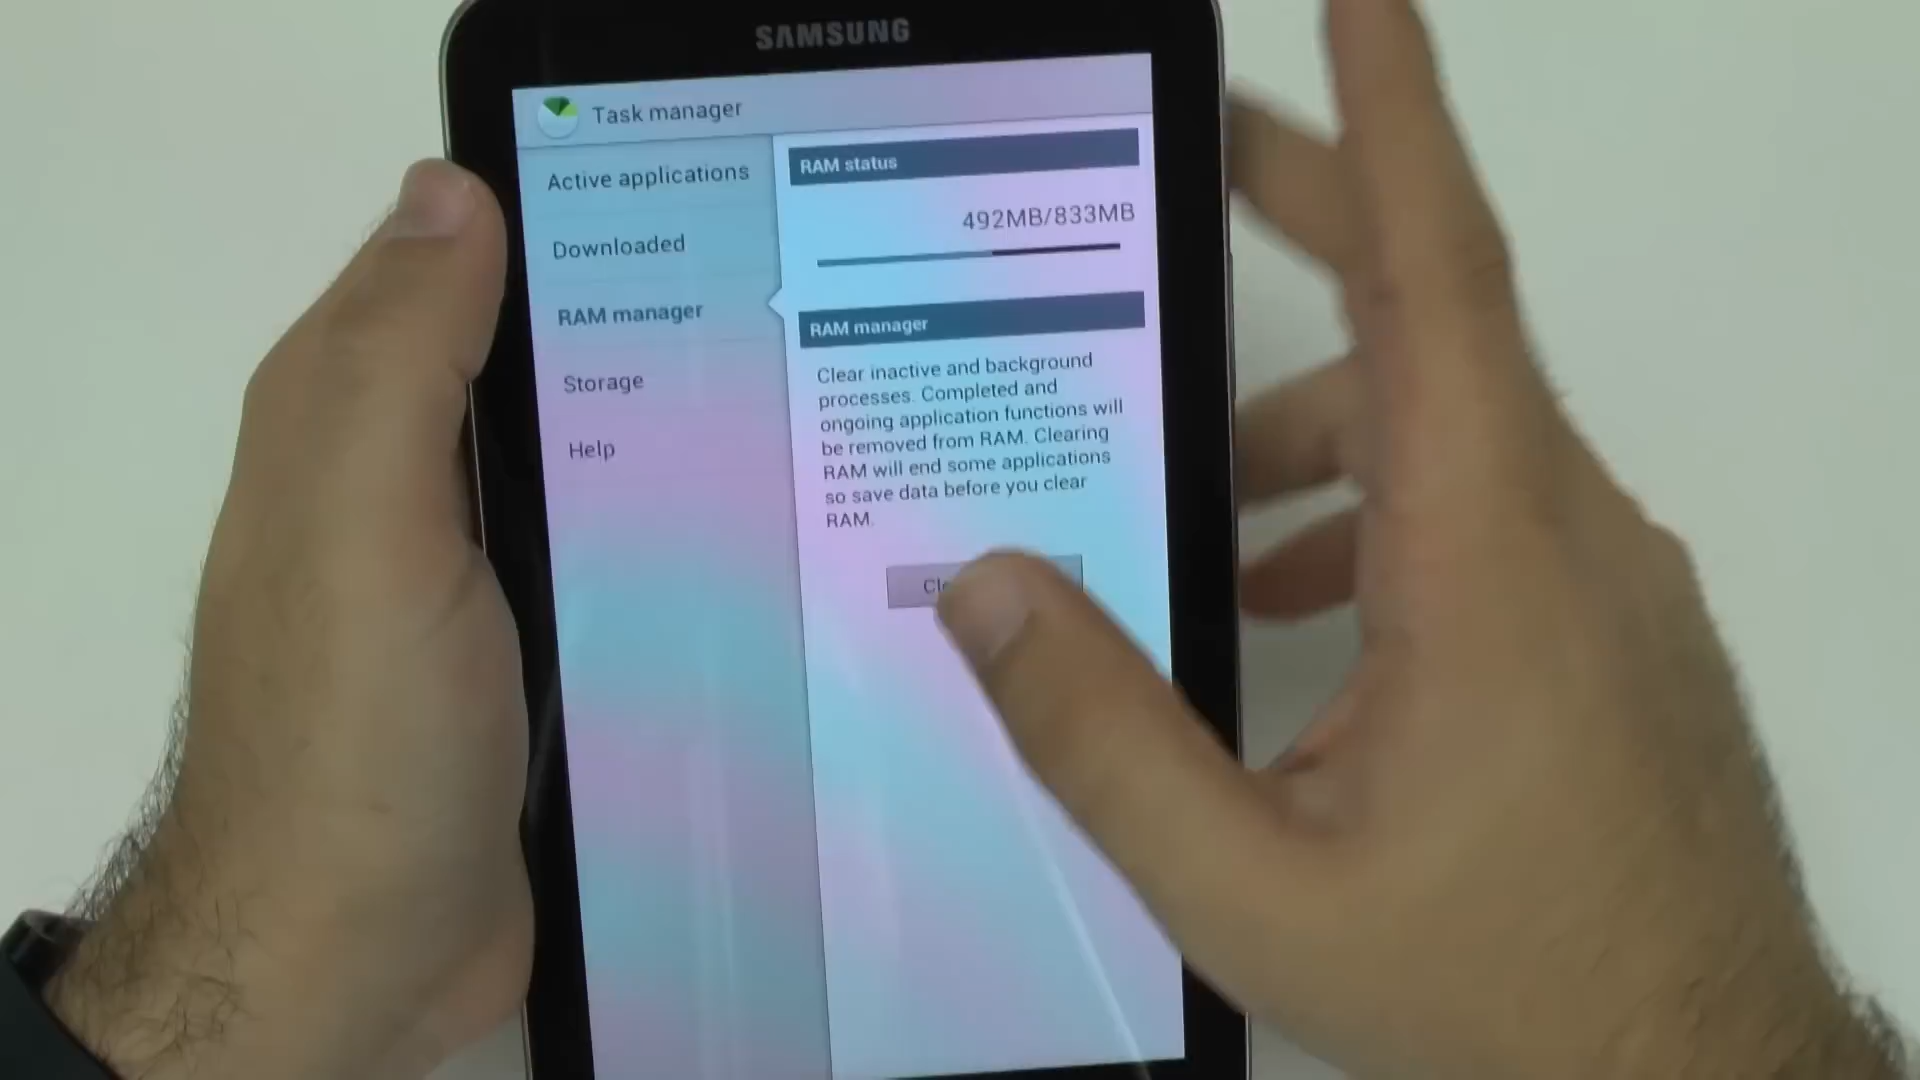 SAMSUNG
Task manager
Active applications
Downloaded
RAM manager
Storage
Help
RAM status
492MB/833MB
RAM manager
Clear inactive and background
processes. Completed and
ongoing application functions will
be removed from RAM. Clearing
RAM will end some applications
so save data before you clear
RAM.